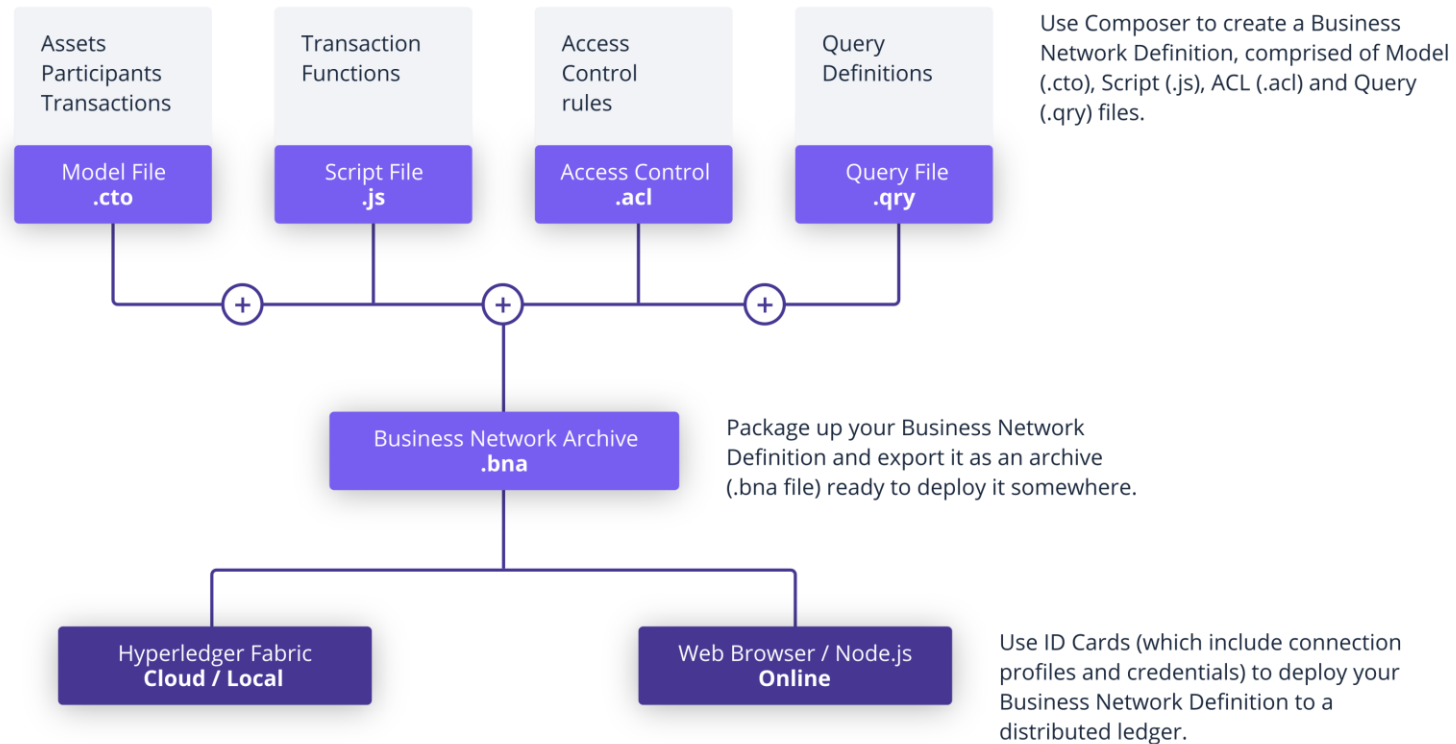 Assets
Participants
Transactions
Model File
.cto
Transaction
Functions
Script File
.js
Access
Control
rules
Access Control
.acl
Query
Definitions
Query File
.qry
Use Composer to create a Business
Network Definition, comprised of Model
(.cto), Script (.js), ACL (.acl) and Query
(.qry) files.
+
+
+
Business Network Archive
.bna
Package up your Business Network
Definition and export it as an archive
(.bna file) ready to deploy it somewhere.
Hyperledger Fabric
Cloud / Local
Web Browser / Node.js
Online
Use ID Cards (which include connection
profiles and credentials) to deploy your
Business Network Definition to a
distributed ledger.